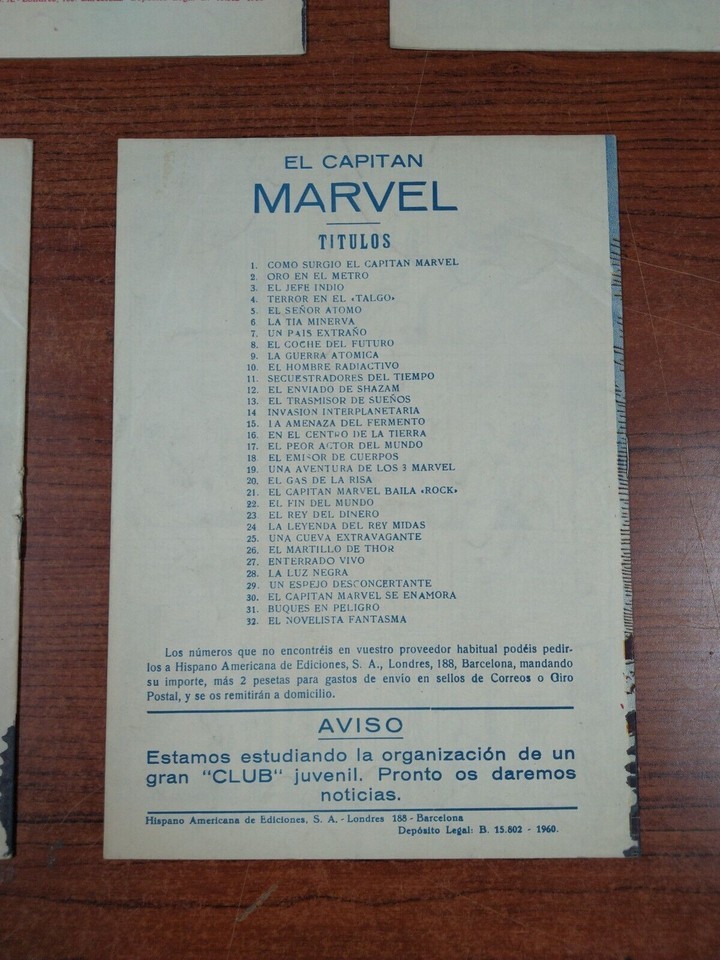 EL CAPITAN
MARVEL
TITULOS
1. COMO SURGIO EL CAPITAN MARVEL
2. ORO EN EL METRO
3. EL JEFE INDIO
4. TERROR EN EL «TALGO»
5. EL SEÑOR ATOMO
6. LA TIA MINERVA
7. UN PAIS EXTRAÑO
8. EL COCHE DEL FUTURO
9. LA GUERRA ATOMICA
10. EL HOMBRE RADIACTIVO
11. SECUESTRADORES DEL TIEMPO
12. EL ENVIADO DE SHAZAM
13. EL TRASMISOR DE SUEÑOS
14 INVASION INTERPLANETARIA
15. LA AMENAZA DEL FERMENTO
16. EN EL CENTRO DE LA TIERRA
17. EL PEOR ACTOR DEL MUNDO
18 EL EMISOR DE CUERPOS
19. UNA AVENTURA DE LOS 3 MARVEL
20. EL GAS DE LA RISA
21. EL CAPITAN MARVEL BAILA «ROCK»
22. EL FIN DEL MUNDO
23 EL REY DEL DINERO
24 LA LEYENDA DEL REY MIDAS
25. UNA CUEVA EXTRAVAGANTE
26. EL MARTILLO DE THOR
27. ENTERRADO VIVO
28. LA LUZ NEGRA
29. UN ESPEJO DESCONCERTANTE
30. EL CAPITAN MARVEL SE ENAMORA
31. BUQUES EN PELIGRO
32. EL NOVELISTA FANTASMA
Los números que no encontréis en vuestro proveedor habitual podéis pedir-
los a Hispano Americana de Ediciones, S. A., Londres, 188, Barcelona, mandando
su importe, más 2 pesetas para gastos de envío en sellos de Correos o Giro
Postal, y se os remitirán a domicilio.
AVISO
Estamos estudiando la organización de un
gran "CLUB" juvenil. Pronto os daremos
noticias.
Hispano Americana de Ediciones, S. A. - Londres 188 - Barcelona
Depósito Legal: B. 15.802 - 1960.